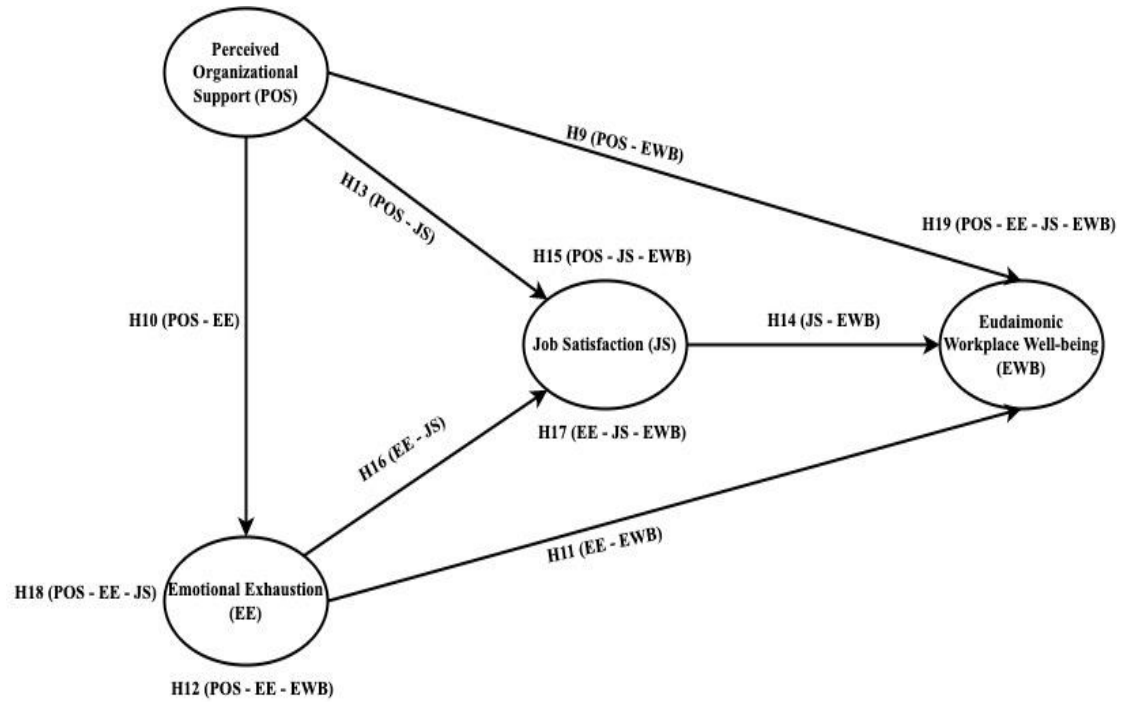 Perceived
Organizational
Support (POS)
H9 (POS - EWB)
H13 (POS - JS)
H19 (POS - EE - JS - EWB)
H15 (POS - JS - EWB)
H10 (POS - EE)
H14 (JS - EWB)
Job Satisfaction (JS)
Eudaimonic
Workplace Well-being
(EWB)
H17 (EE - JS - EWB)
H16 (EE - JS)
H11 (EE - EWB)
H18 (POS - EE - JS)
Emotional Exhaustion
(EE)
H12 (POS - EE - EWB)